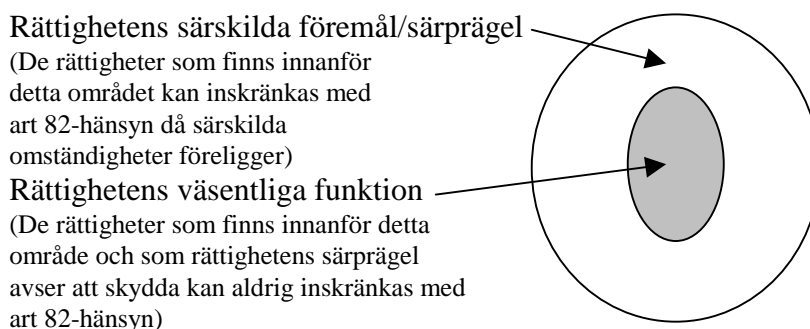 Rättighetens särskilda föremål/särprägel
(De rättigheter som finns innanför
detta området kan inskränkas med
art 82-hänsyn då särskilda
omständigheter föreligger)
Rättighetens väsentliga funktion
(De rättigheter som finns innanför detta
område och som rättighetens särprägel
avser att skydda kan aldrig inskränkas med
art 82-hänsyn)